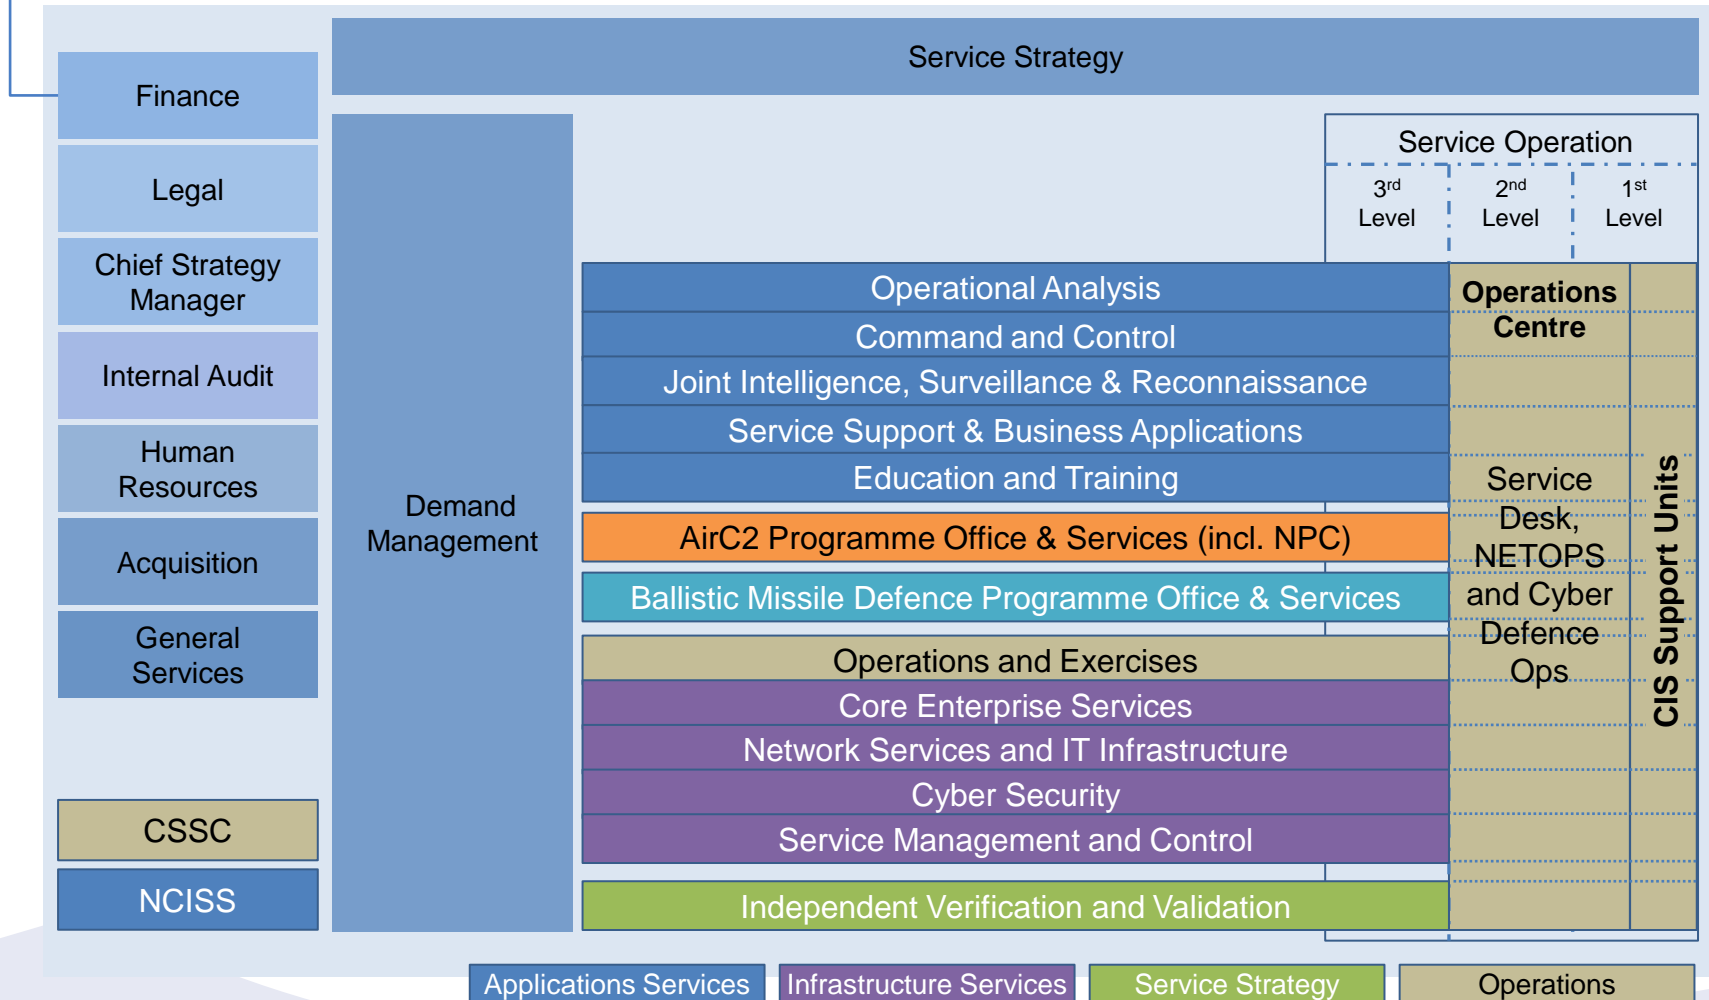 Service Strategy
Finance
Legal
Chief Strategy
Manager
Internal Audit
Human
Resources
Acquisition
General
Services
CSSC
NCISS
Demand
Management
Service Operation
3rd
Level
2nd
Level
1st
Level
Operational Analysis
Command and Control
Joint Intelligence, Surveillance & Reconnaissance
Service Support & Business Applications
Education and Training
AirC2 Programme Office & Services (incl. NPC)
Ballistic Missile Defence Programme Office & Services
Operations and Exercises
Core Enterprise Services
Network Services and IT Infrastructure
Cyber Security
Service Management and Control
Independent Verification and Validation
Operations
Centre
Service
Desk,
NETOPS
and Cyber
Defence
Ops
CIS Support Units
Applications Services
Infrastructure Services
Service Strategy
Operations